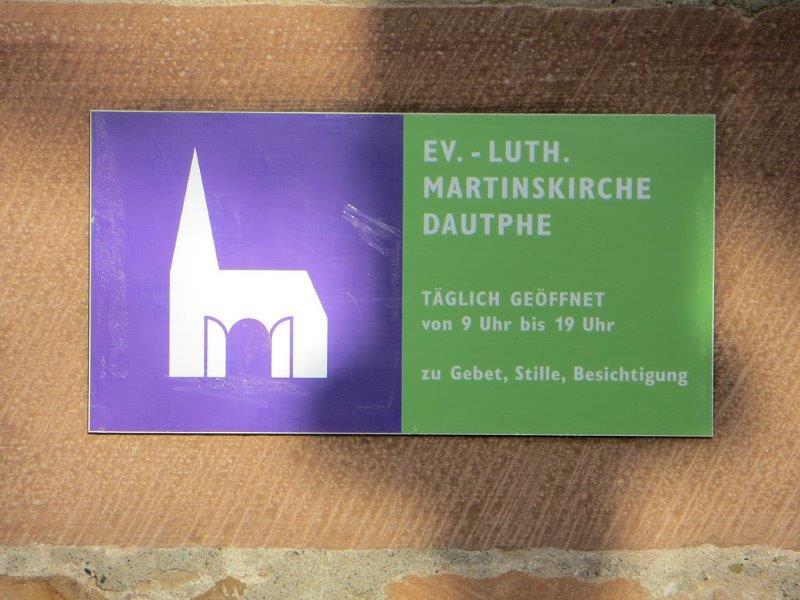 EV. - LUTH.
MARTINSKIRCHE
DAUTPHE
TÄGLICH GEÖFFNET
von 9 Uhr bis 19 Uhr
zu Gebet, Stille, Besichtigung